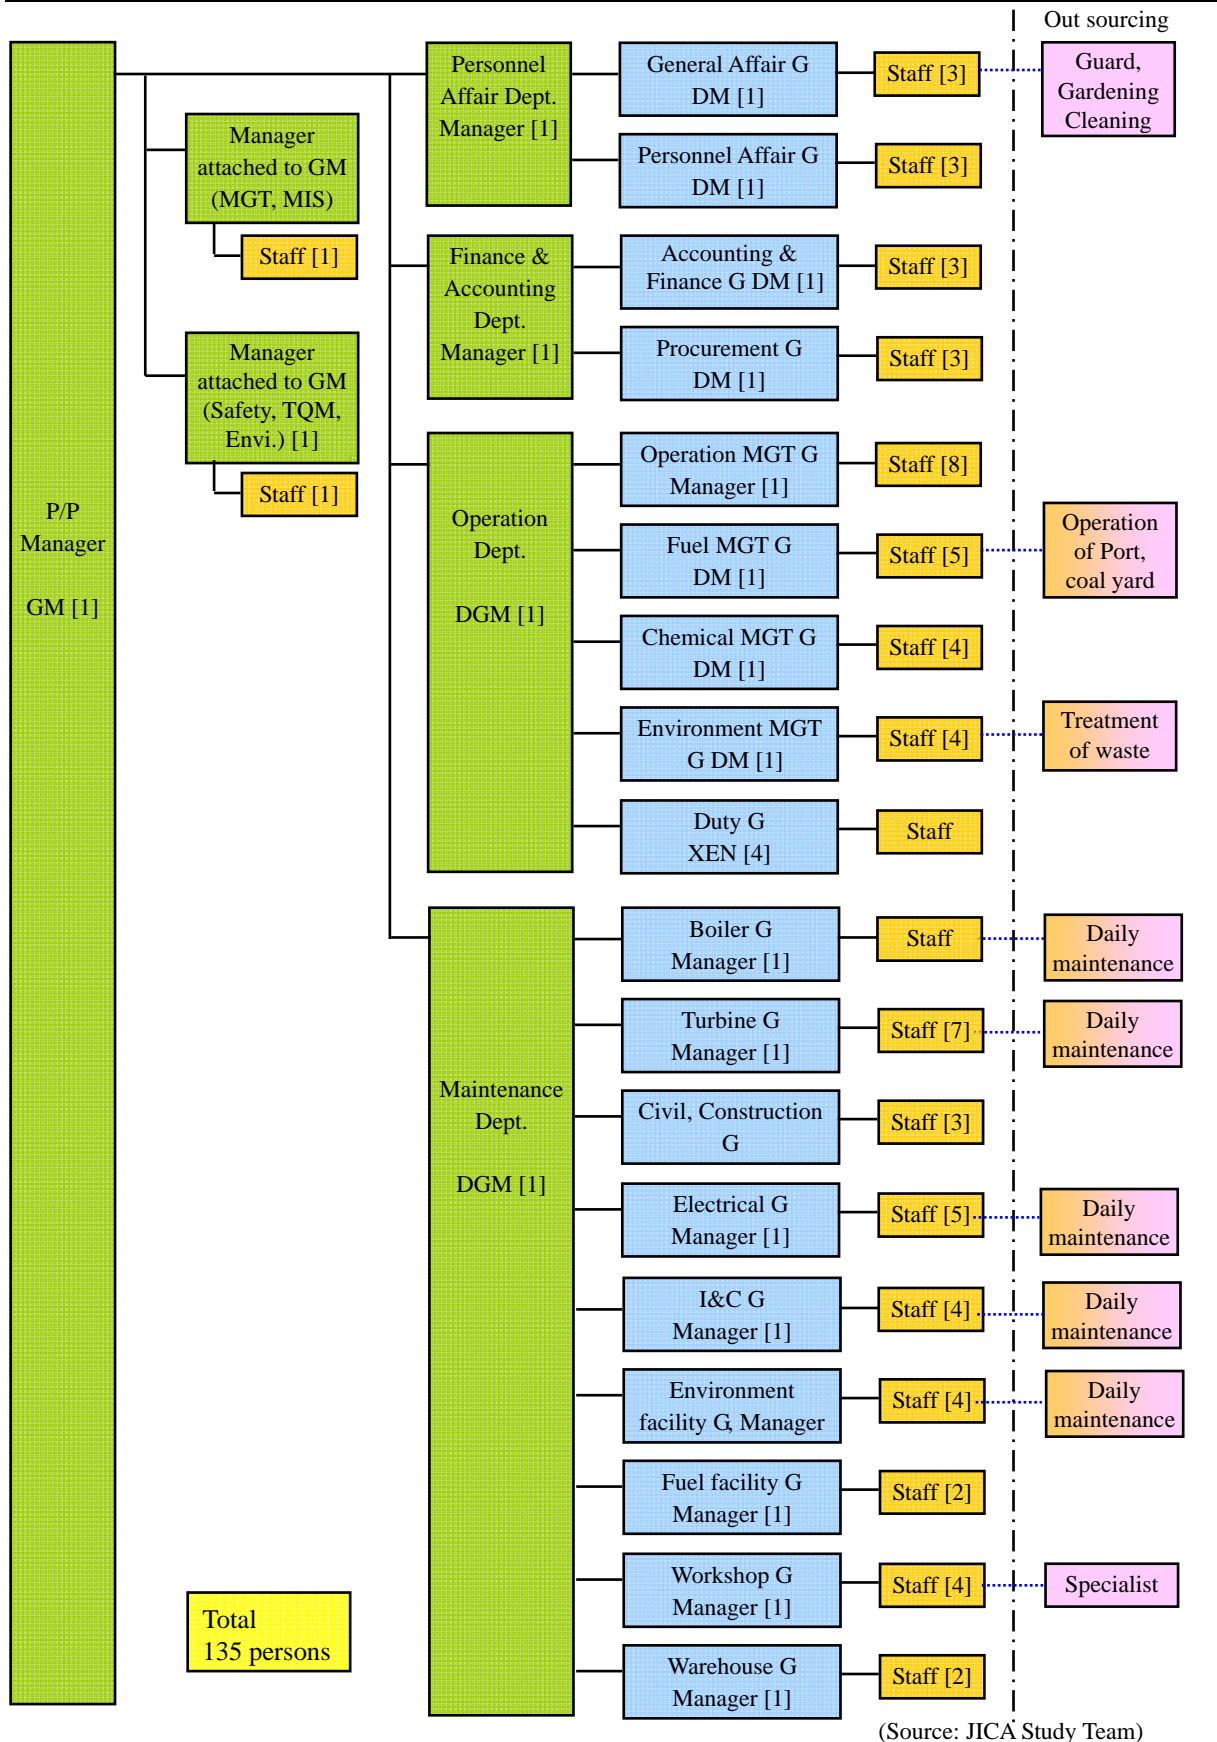 Out sourcing
P/P
Manager
GM [1]
Manager
attached to GM
(MGT, MIS)
Staff [1]
Manager
attached to GM
(Safety, TQM,
Envi.) [1]
Staff [1]
Personnel
Affair Dept.
Manager [1]
General Affair G
DM [1]
Staff [3]
Guard,
Gardening
Cleaning
Personnel Affair G
DM [1]
Staff [3]
Finance &
Accounting
Dept.
Manager [1]
Accounting &
Finance G DM [1]
Staff [3]
Procurement G
DM [1]
Staff [3]
Operation
Dept.
DGM [1]
Operation MGT G
Manager [1]
Staff [8]
Fuel MGT G
DM [1]
Staff [5]
Operation
of Port,
coal yard
Chemical MGT G
DM [1]
Staff [4]
Environment MGT
G DM [1]
Staff [4]
Treatment
of waste
Duty G
XEN [4]
Staff
Maintenance
Dept.
DGM [1]
Boiler G
Manager [1]
Staff
Daily
maintenance
Turbine G
Manager [1]
Staff [7]
Daily
maintenance
Civil, Construction
G
Staff [3]
Electrical G
Manager [1]
Staff [5]
Daily
maintenance
I&C G
Manager [1]
Staff [4]
Daily
maintenance
Environment
facility G, Manager
Staff [4]
Daily
maintenance
Fuel facility G
Manager [1]
Staff [2]
Workshop G
Manager [1]
Staff [4]
Specialist
Warehouse G
Manager [1]
Staff [2]
Total
135 persons
(Source: JICA Study Team)